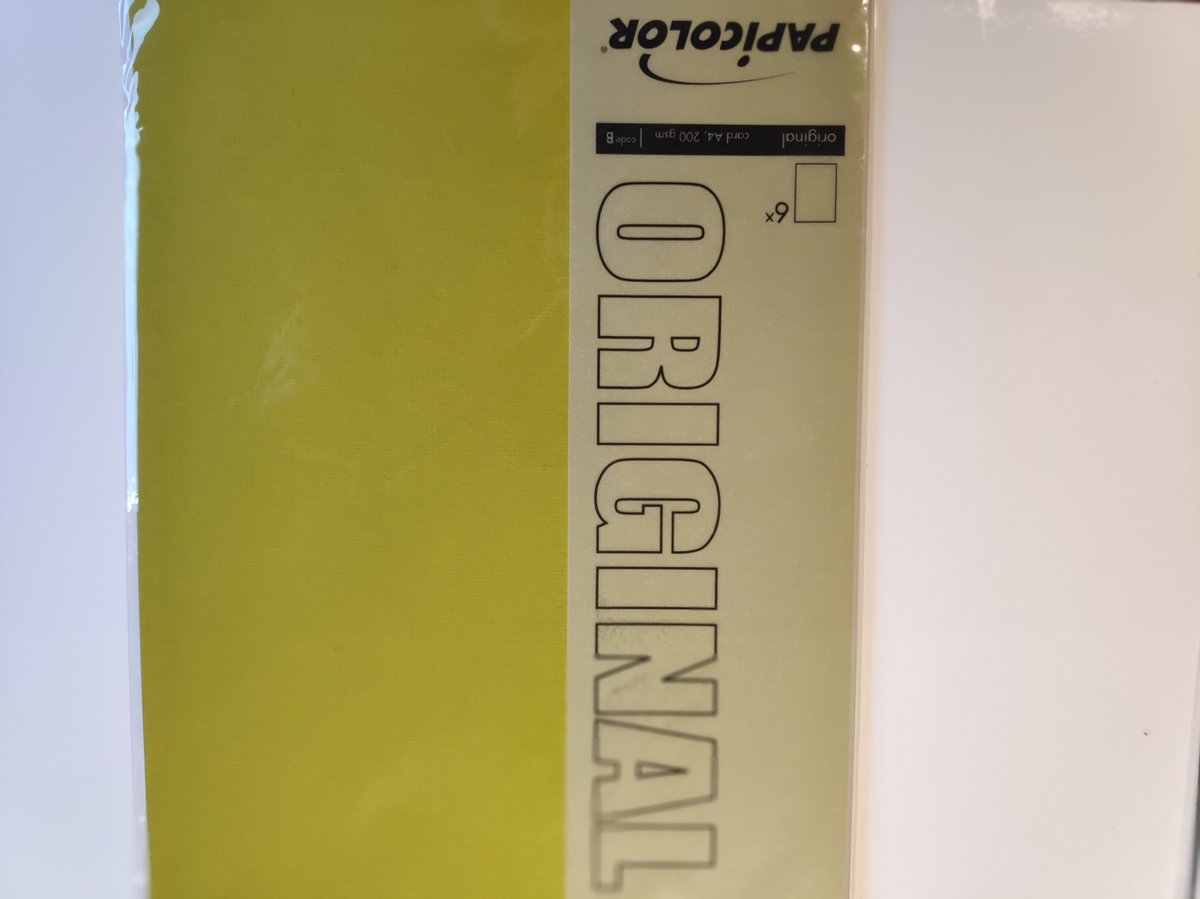 PAPiCOLOR®
original card A4, 200 gsm | code B
6x
ORIGINAL